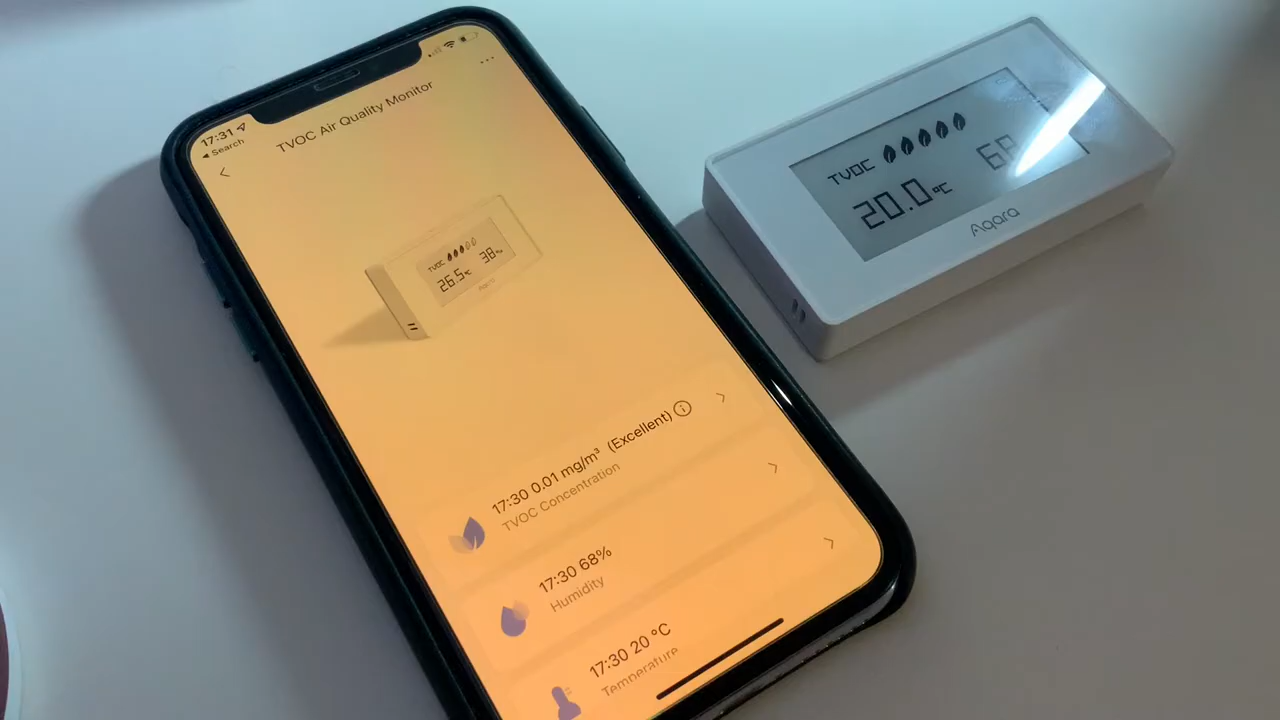 17:31
Search
TVOC Air Quality Monitor
TVOC
26.5°C 38%
Aqara
17:30 0.01 mg/m³ (Excellent)
TVOC Concentration
17:30 68%
Humidity
17:30 20 °C
Temperature
TVOC
20.0°C
Aqara